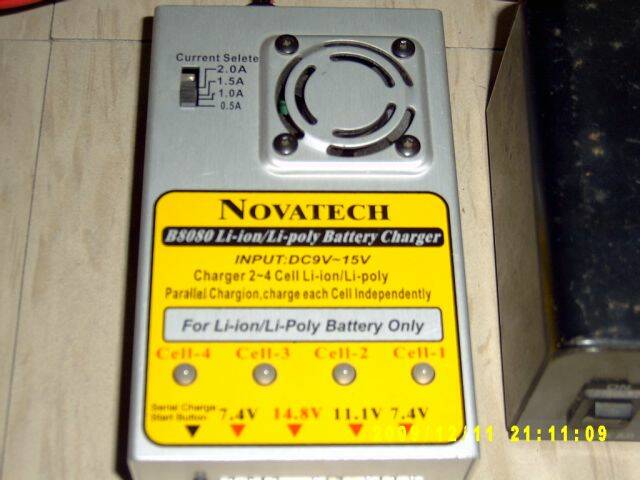 Current Selete
2.0A
1.5A
1.0A
0.5A
NOVATECH
B8080 Li-ion/Li-poly Battery Charger
INPUT:DC9V~15V
Charger 2~4 Cell Li-ion/Li-poly
Parallel Chargion,charge each Cell Independently
For Li-ion/Li-Poly Battery Only
Cell-4 Cell-3 Cell-2 Cell-1
Serial Charge
Start Button
7.4V 14.8V 11.1V 7.4V
12/11 21:11:09